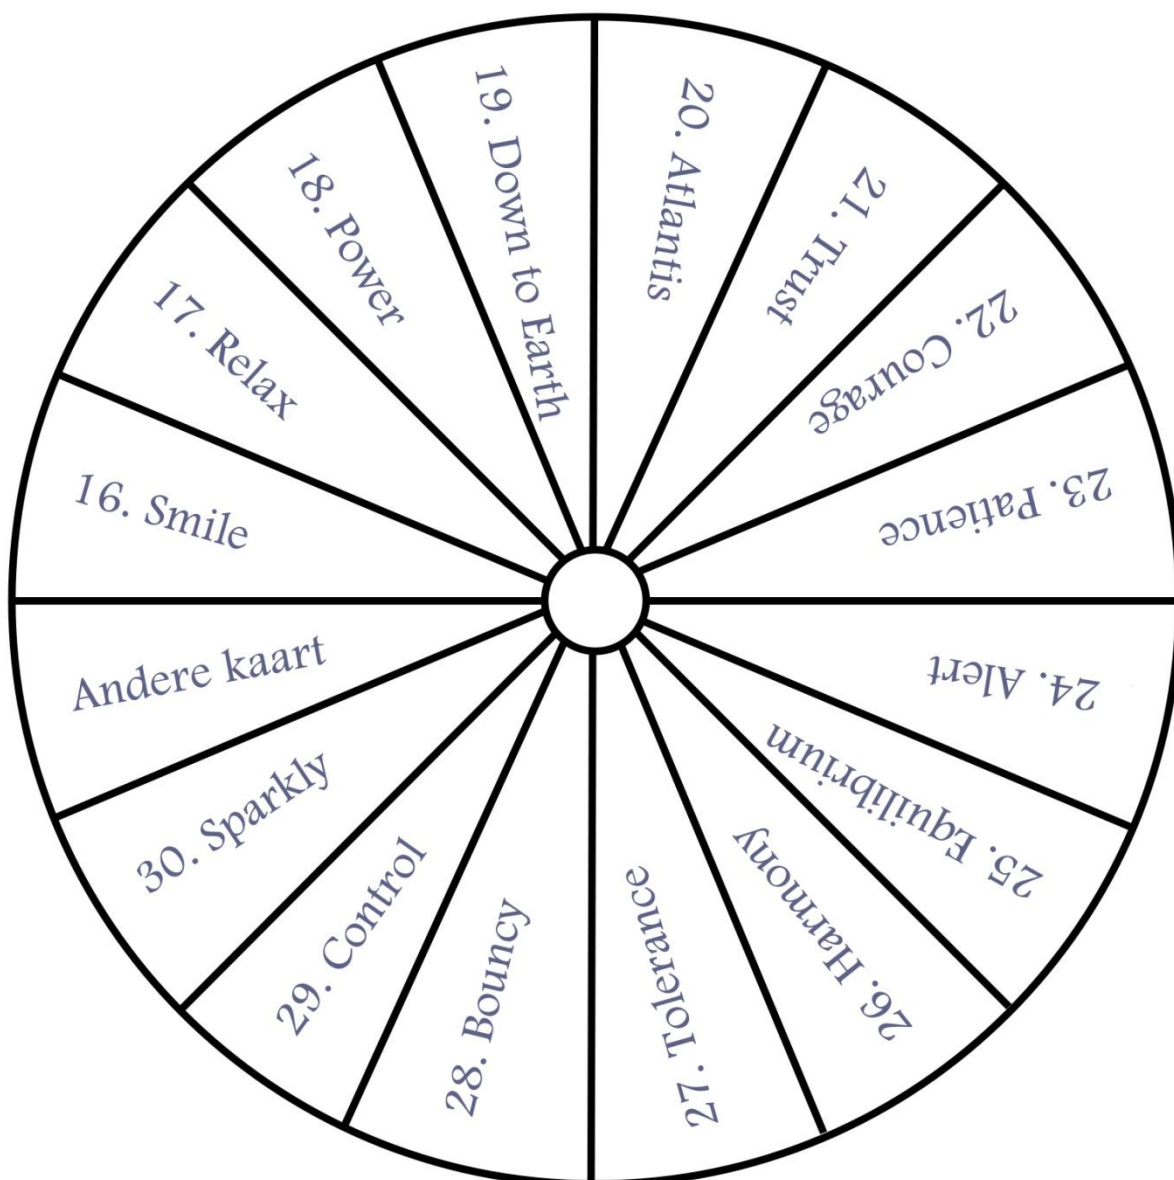 16. Smile
17. Relax
18. Power
19. Down to Earth
20. Atlantis
21. Trust
22. Courage
23. Patience
24. Alert
25. Equilibrium
26. Harmony
27. Tolerance
28. Bouncy
29. Control
30. Sparkly
Andere kaart